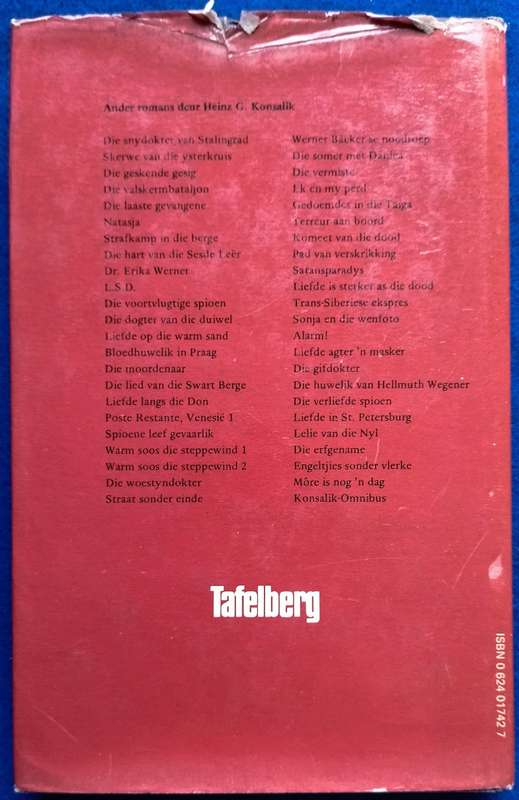 Ander romans deur Heinz G. Konsalik
Die snydokter van Stalingrad
Skerwe van die ysterkruis
Die geskende gesig
Die valskermbataljon
Die laaste gevangene
Natasja
Strafkamp in die berge
Die hart van die Sesde Leër
Dr. Erika Werner
L.S.D.
Die voortvlugtige spioen
Die dogter van die duiwel
Liefde op die warm sand
Bloedhuwelik in Praag
Die moordenaar
Die lied van die Swart Berge
Liefde langs die Don
Poste Restante, Venesië 1
Spioene leef gevaarlik
Warm soos die steppewind 1
Warm soos die steppewind 2
Die woestyndokter
Straat sonder einde
Werner Bäcker se noodroep
Die somer met Danica
Die vermiste
Ek en my perd
Gedoemdes in die Taiga
Terreur aan boord
Komeet van die dood
Pad van verskrikking
Satansparadys
Liefde is sterker as die dood
Trans-Siberiese ekspres
Sonja en die wenfoto
Alarm!
Liefde agter 'n masker
Die gifdokter
Die huwelik van Hellmuth Wegener
Die verliefde spioen
Liefde in St. Petersburg
Lelie van die Nyl
Die erfgename
Engeltjies sonder vlerke
Môre is nog 'n dag
Konsalik-Omnibus
Tafelberg
ISBN 0 624 01742 7